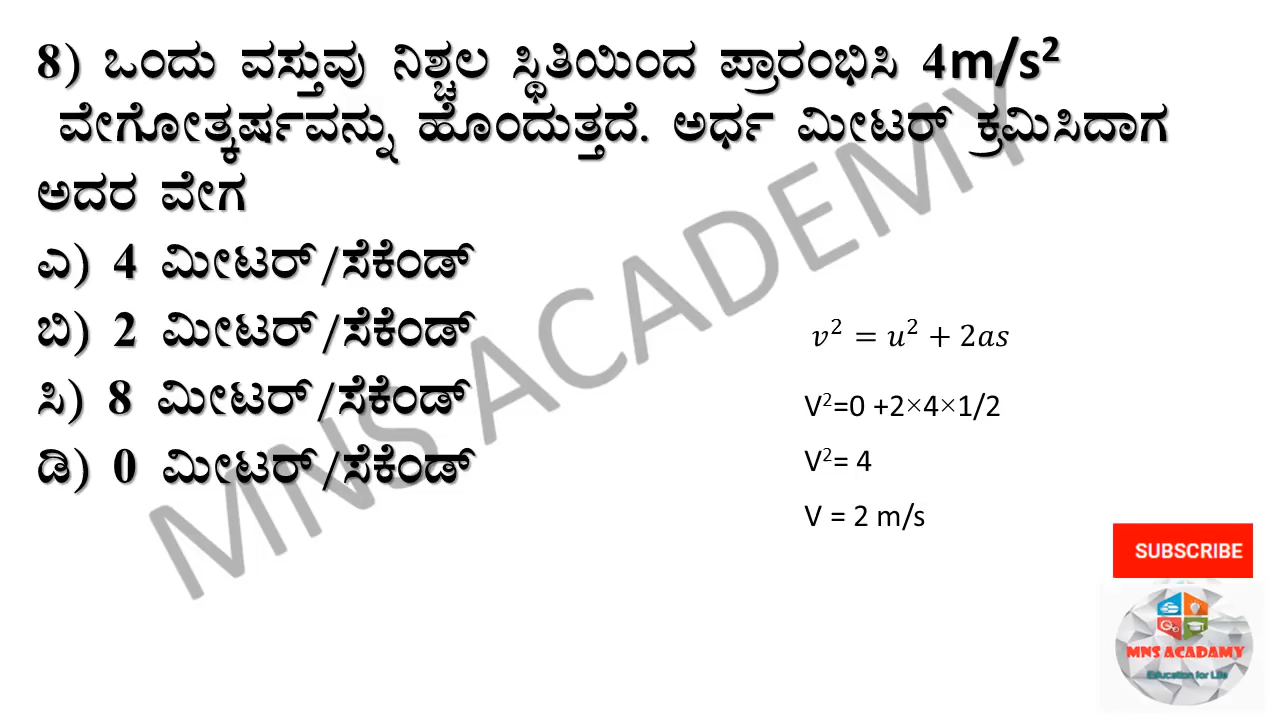 8) ಒಂದು ವಸ್ತುವು ನಿಶ್ಚಲ ಸ್ಥಿತಿಯಿಂದ ಪ್ರಾರಂಭಿಸಿ 4m/s²
ವೇಗೋತ್ಕರ್ಷವನ್ನು ಹೊಂದುತ್ತದೆ. ಅರ್ಧ ಮೀಟರ್ ಕ್ರಮಿಸಿದಾಗ
ಅದರ ವೇಗ
ಎ) 4 ಮೀಟರ್/ಸೆಕೆಂಡ್
ಬಿ) 2 ಮೀಟರ್/ಸೆಕೆಂಡ್
ಸಿ) 8 ಮೀಟರ್/ಸೆಕೆಂಡ್
ಡಿ) 0 ಮೀಟರ್/ಸೆಕೆಂಡ್
v² = u² + 2as
V²=0 +2×4×1/2
V²= 4
V = 2 m/s
MNS ACADEMY
SUBSCRIBE
MNS ACADAMY
Education for Life